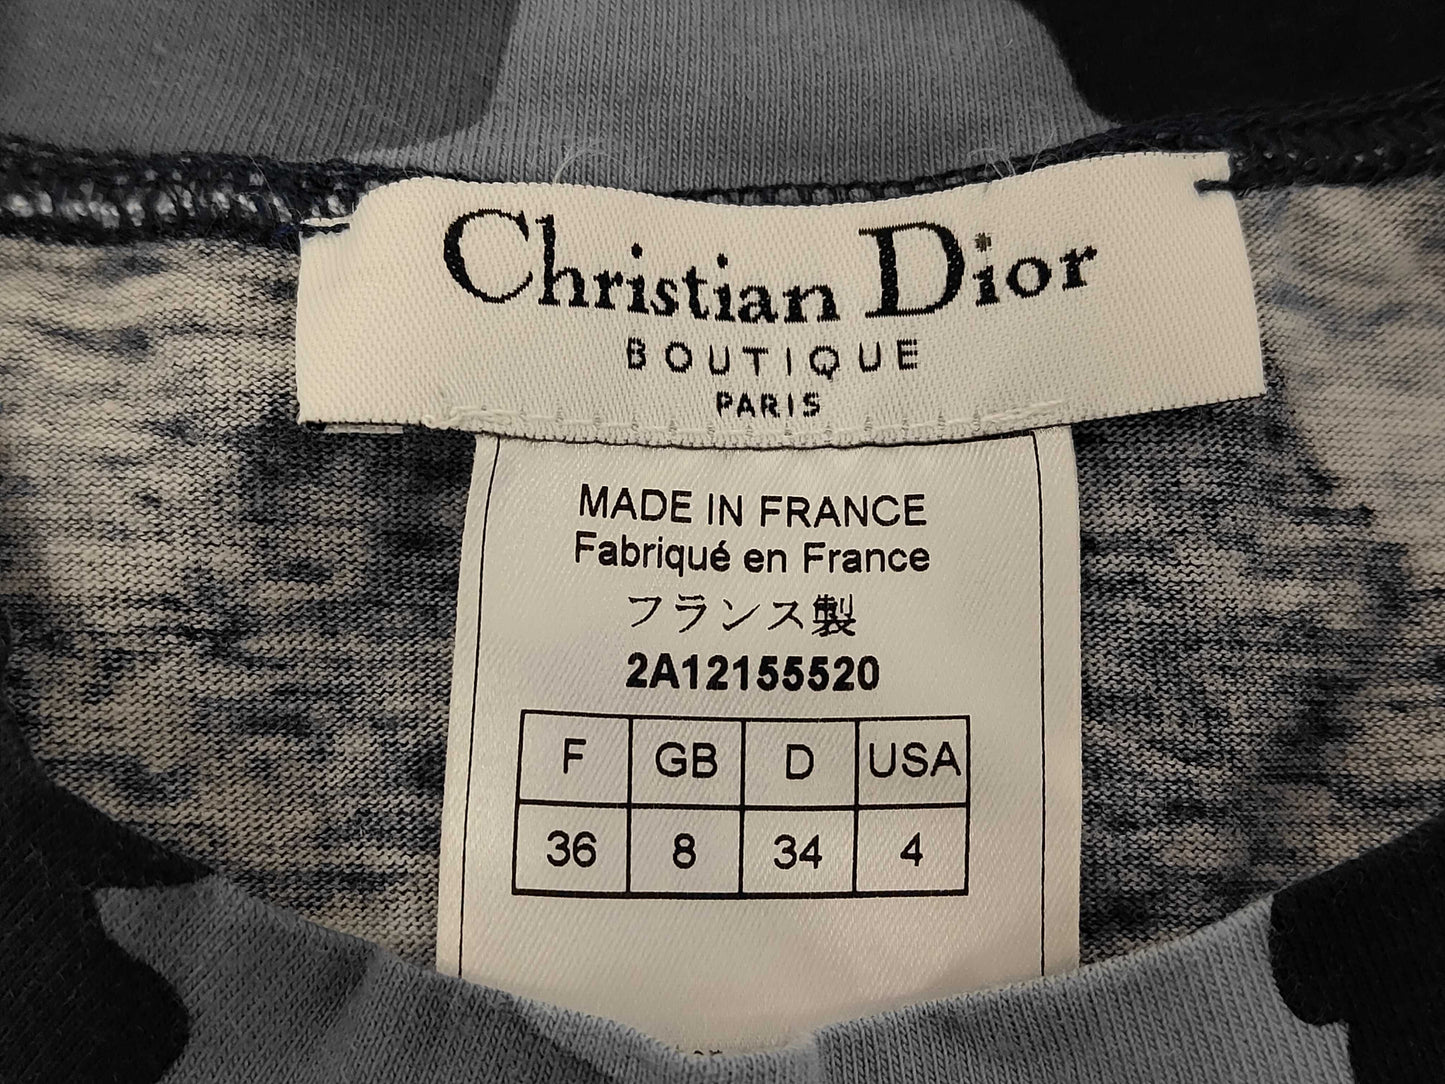 Christian Dior
BOUTIQUE
PARIS
MADE IN FRANCE
Fabriqué en France
フランス製
2A12155520
F GB D USA
36 8 34 4